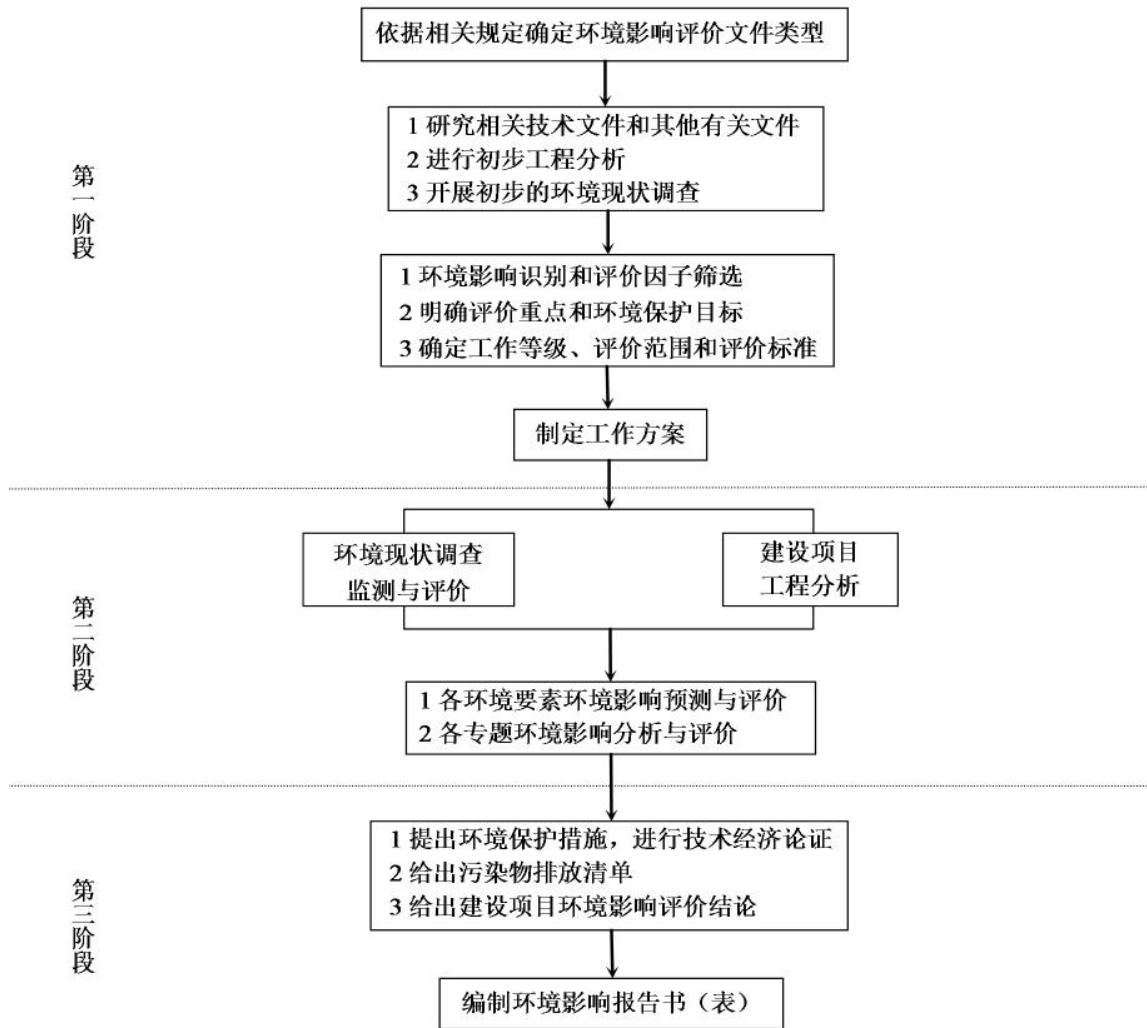 依据相关规定确定环境影响评价文件类型
1 研究相关技术文件和其他有关文件
2 进行初步工程分析
3 开展初步的环境现状调查
第一阶段
1 环境影响识别和评价因子筛选
2 明确评价重点和环境保护目标
3 确定工作等级、评价范围和评价标准
制定工作方案
环境现状调查
监测与评价
建设项目
工程分析
第二阶段
1 各环境要素环境影响预测与评价
2 各专题环境影响分析与评价
1 提出环境保护措施，进行技术经济论证
2 给出污染物排放清单
3 给出建设项目环境影响评价结论
第三阶段
编制环境影响报告书（表）